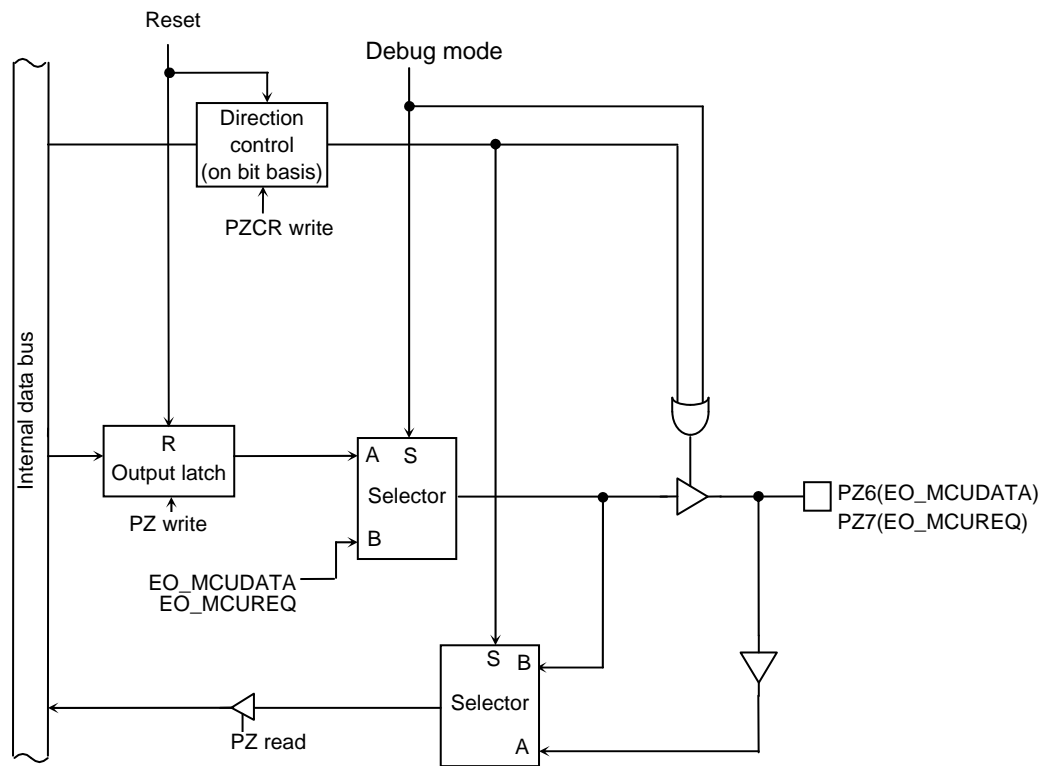 Reset
Debug mode
Direction
control
(on bit basis)
PZCR write
Internal data bus
R
Output latch
PZ write
A
S
Selector
B
EO_MCUDATA
EO_MCUREQ
PZ6(EO_MCUDATA)
PZ7(EO_MCUREQ)
S
B
Selector
A
PZ read